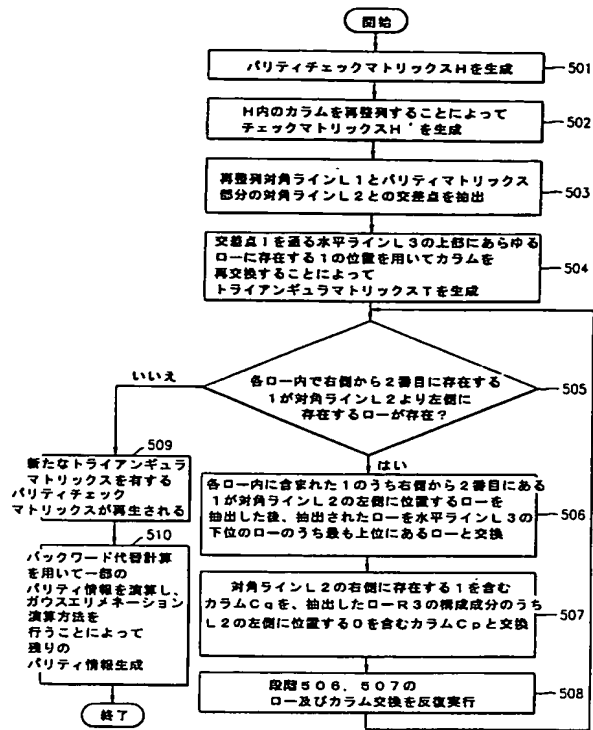 開始
パリティチェックマトリックスHを生成
501
H内のカラムを再整列することによって
チェックマトリックスH'を生成
502
再整列対角ラインL1とパリティマトリックス
部分の対角ラインL2との交差点を抽出
503
交差点Iを通る水平ラインL3の上部にあらゆる
ローに存在する1の位置を用いてカラムを
再交換することによって
トライアンギュラマトリックスTを生成
504
各ロー内で右側から2番目に存在する
1が対角ラインL2より左側に
存在するローが存在?
505
いいえ
はい
各ロー内に含まれた1のうち右側から2番目にある
1が対角ラインL2の左側に位置するローを
抽出した後、抽出されたローを水平ラインL3の
下位のローのうち最も上位にあるローと交換
506
対角ラインL2の右側に存在する1を含む
カラムCqを、抽出したローR3の構成成分のうち
L2の左側に位置する0を含むカラムCpと交換
507
段階506、507の
ロー及びカラム交換を反復実行
508
509
新たなトライアンギュラ
マトリックスを有する
パリティチェック
マトリックスが再生される
510
バックワード代替計算
を用いて一部の
パリティ情報を演算し、
ガウスエリメネーション
演算方法を
行うことによって
残りの
パリティ情報生成
終了